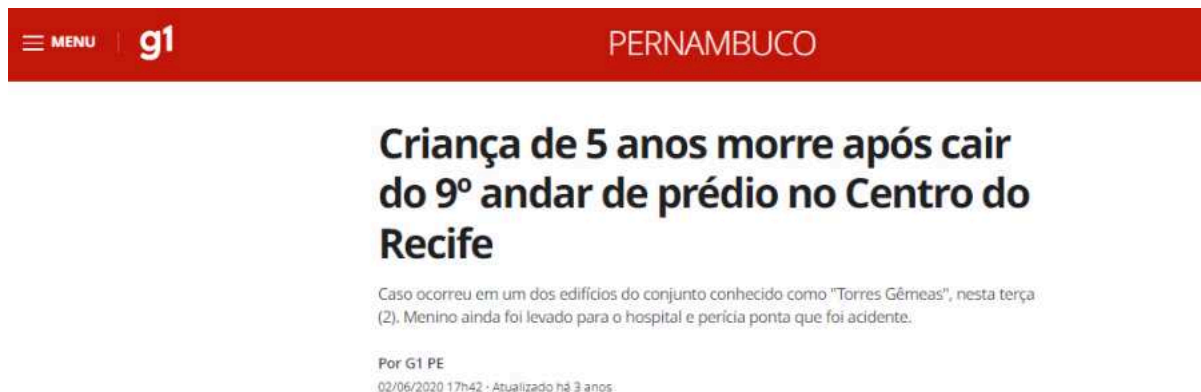 MENU
g1
PERNAMBUCO
Criança de 5 anos morre após cair
do 9º andar de prédio no Centro do
Recife
Caso ocorreu em um dos edifícios do conjunto conhecido como "Torres Gêmeas", nesta terça
(2). Menino ainda foi levado para o hospital e perícia ponta que foi acidente.
Por G1 PE
02/06/2020 17h42 · Atualizado há 3 anos